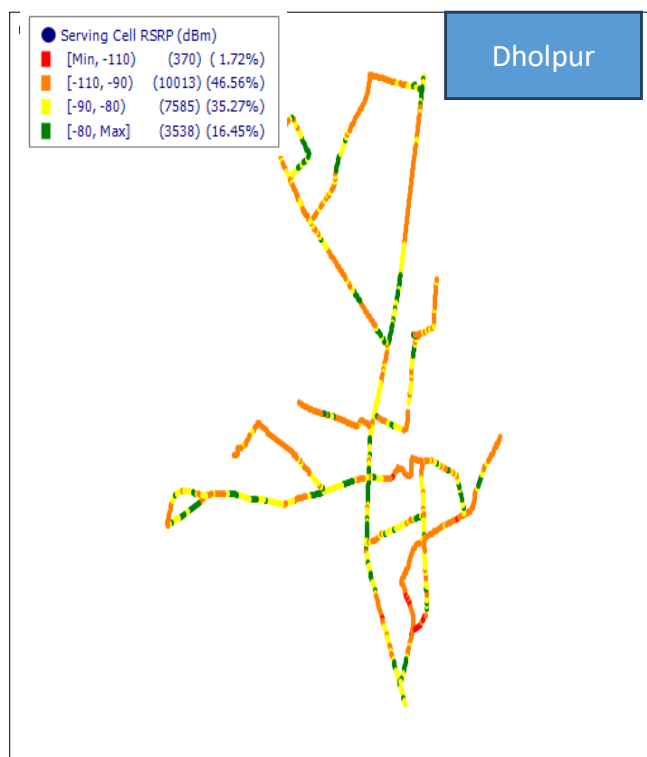 Serving Cell RSRP (dBm)
[Min, -110) (370) ( 1.72%)
[-110, -90) (10013) (46.56%)
[-90, -80) (7585) (35.27%)
[-80, Max] (3538) (16.45%)
Dholpur